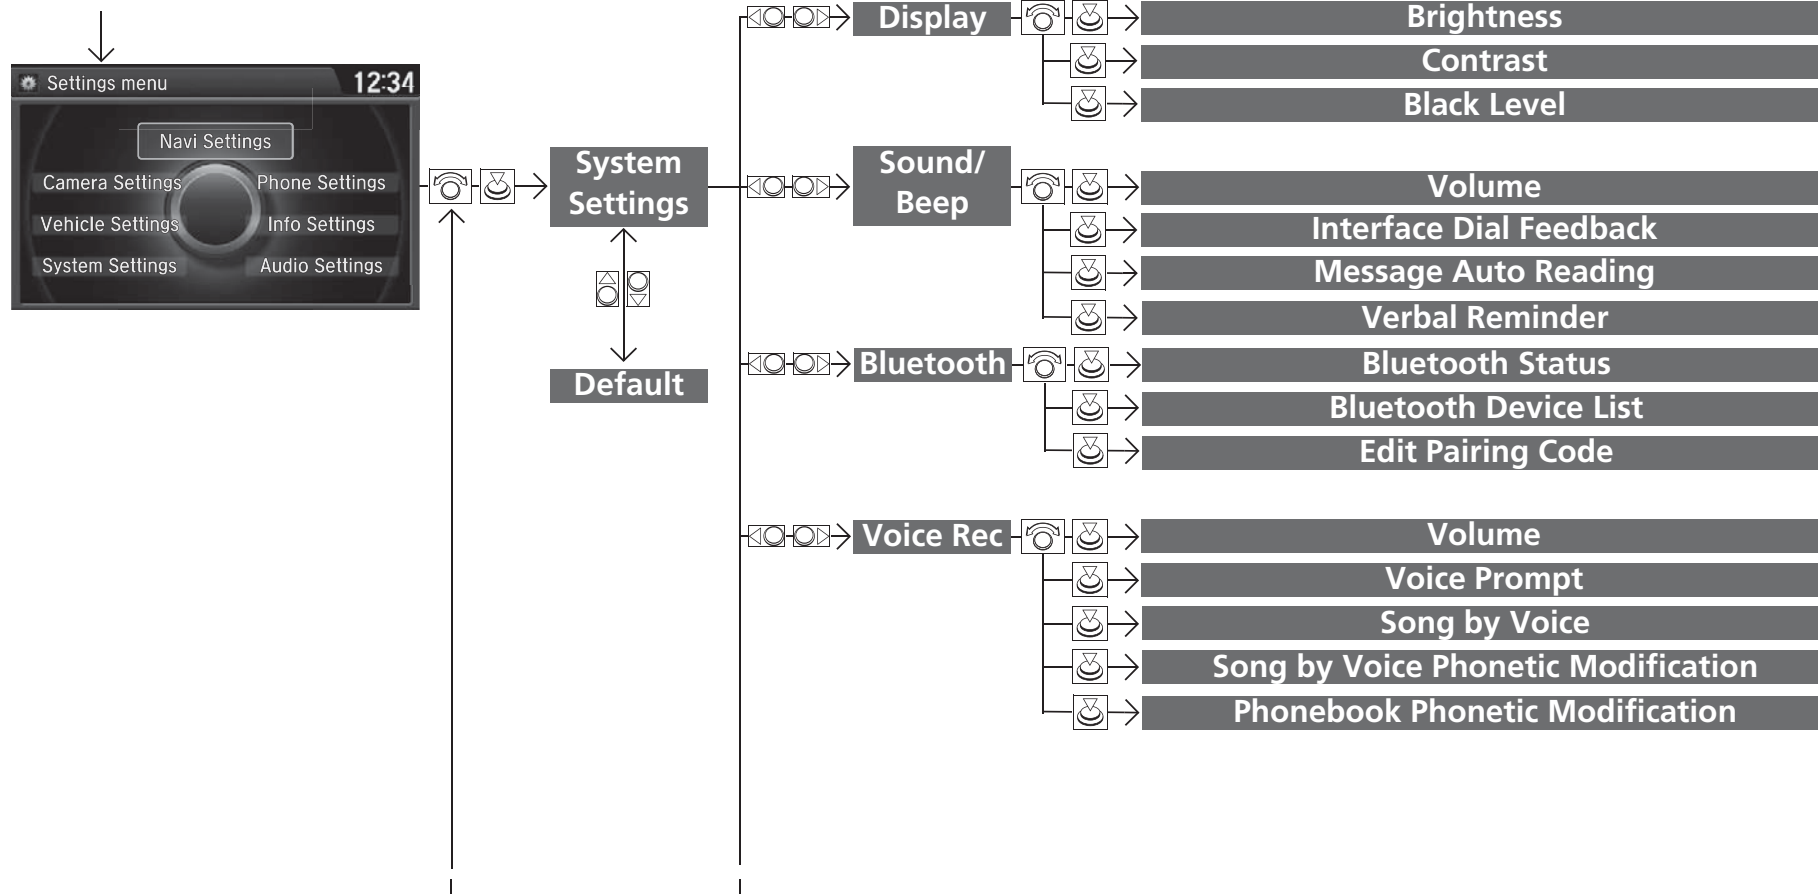 Settings menu 12:34
Navi Settings
Camera Settings Phone Settings
Vehicle Settings Info Settings
System Settings Audio Settings
System
Settings
Default
Display
Brightness
Contrast
Black Level
Sound/
Beep
Volume
Interface Dial Feedback
Message Auto Reading
Verbal Reminder
Bluetooth
Bluetooth Status
Bluetooth Device List
Edit Pairing Code
Voice Rec
Volume
Voice Prompt
Song by Voice
Song by Voice Phonetic Modification
Phonebook Phonetic Modification